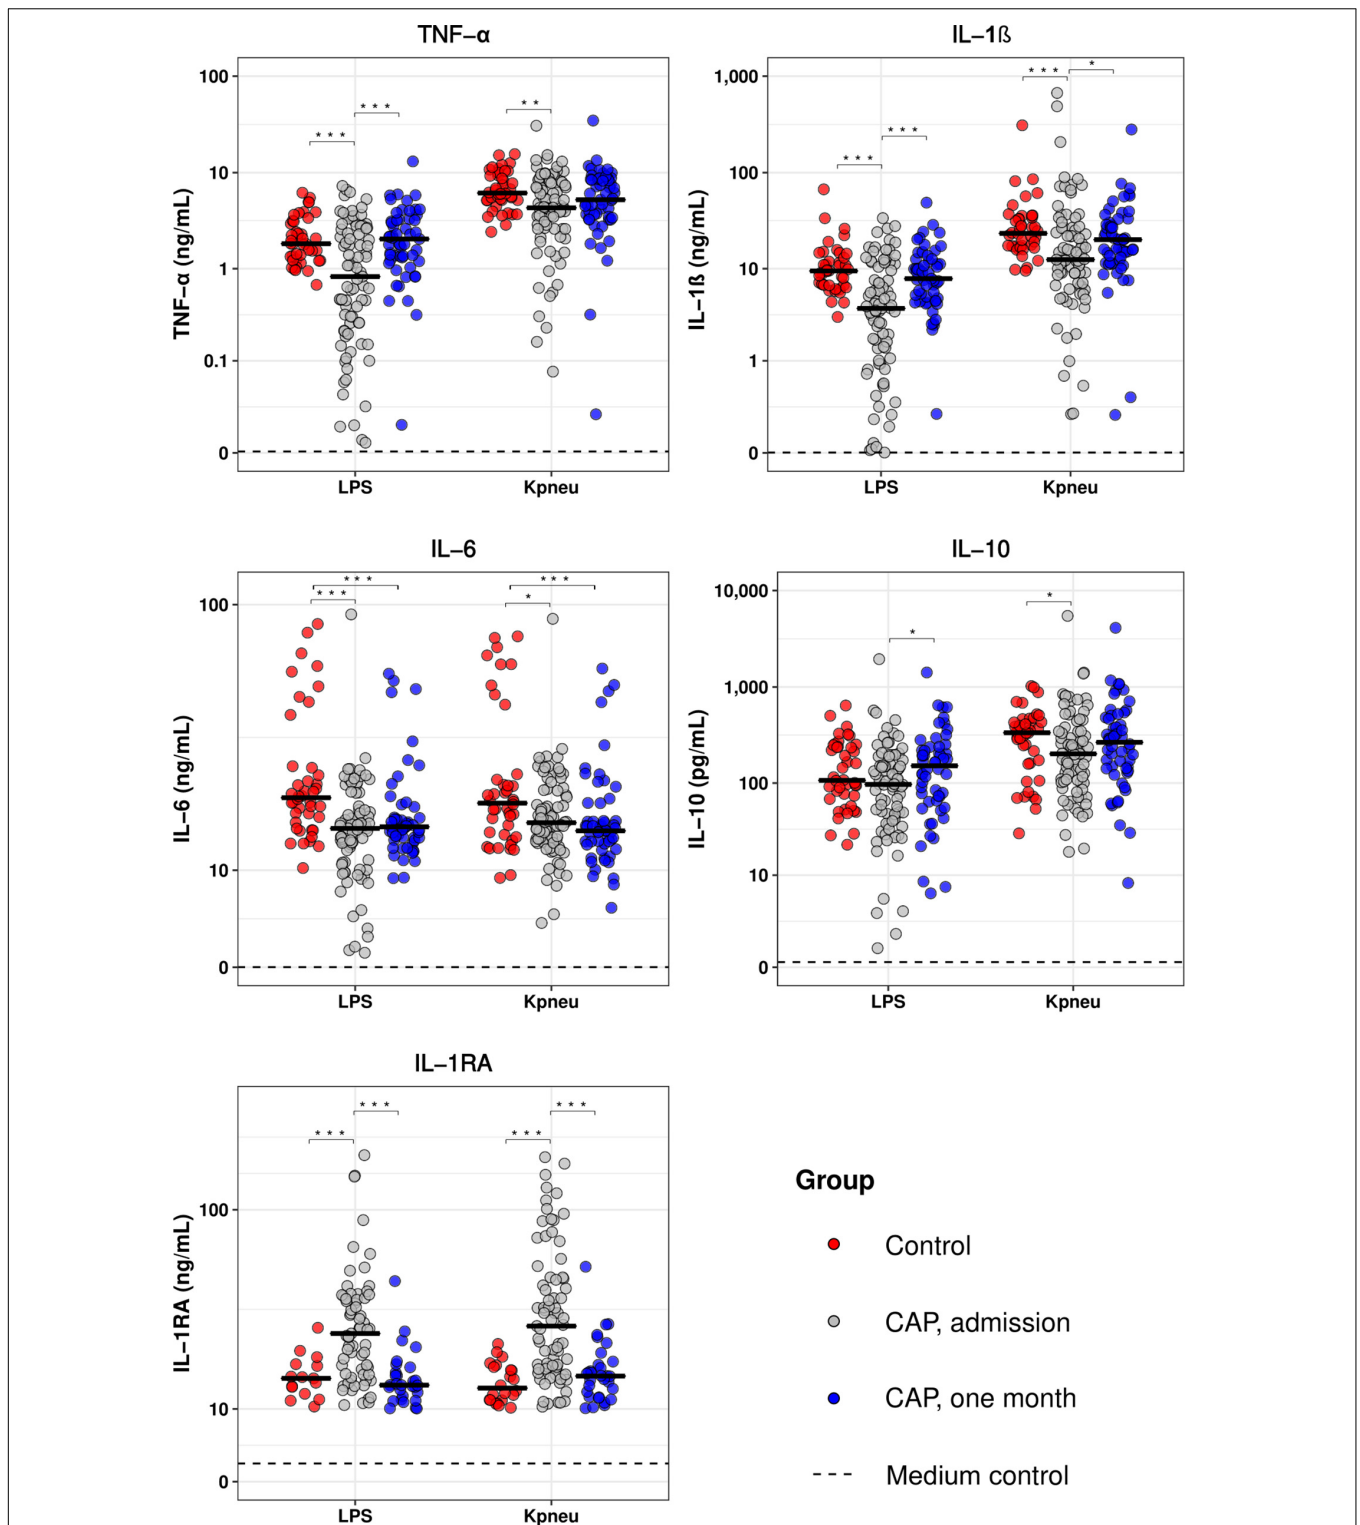 TNF−α
TNF−α (ng/mL)
100
10
1
0.1
0
* * *
* * *
* *
LPS
Kpneu
IL−1ß
IL−1ß (ng/mL)
1,000
100
10
1
0
* * *
* * *
* * *
*
LPS
Kpneu
IL−6
IL−6 (ng/mL)
100
10
0
* * *
* * *
* * *
*
LPS
Kpneu
IL−10
IL−10 (pg/mL)
10,000
1,000
100
10
0
*
*
LPS
Kpneu
IL−1RA
IL−1RA (ng/mL)
100
10
0
* * *
* * *
* * *
* * *
LPS
Kpneu
Group
Control
CAP, admission
CAP, one month
Medium control